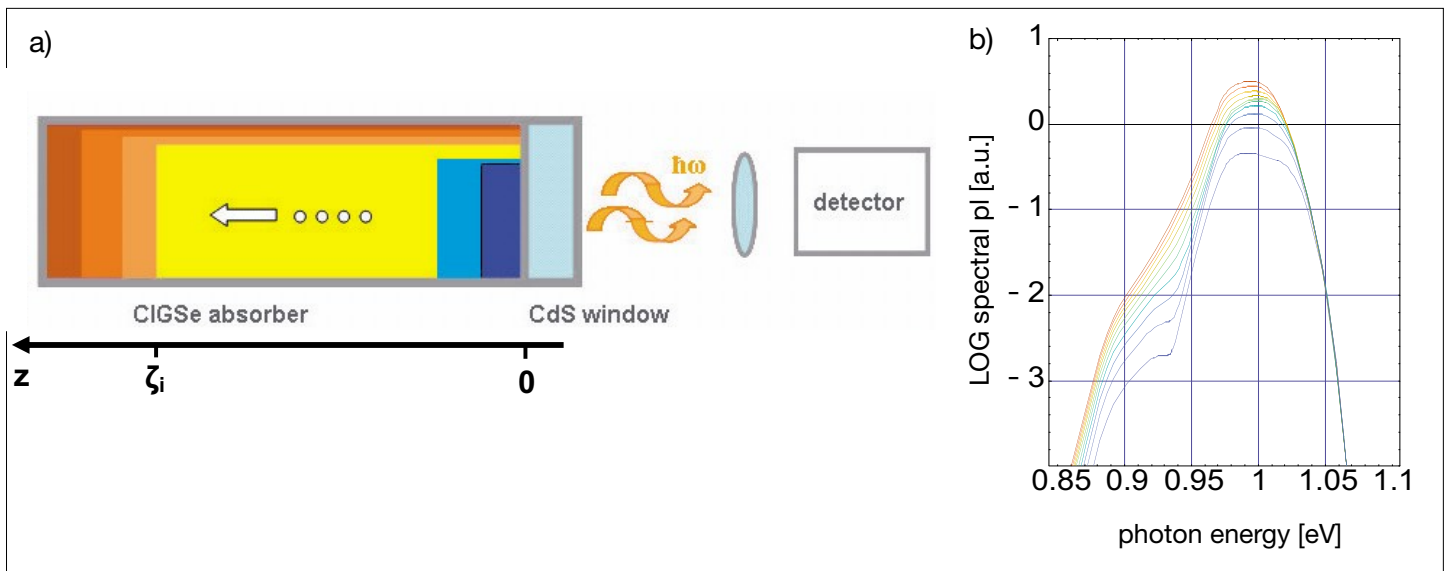 a)
ħω
detector
CIGSe absorber
CdS window
z
ζi
0
b)
LOG spectral pl [a.u.]
1
0
- 1
- 2
- 3
0.85
0.9
0.95
1
1.05
1.1
photon energy [eV]